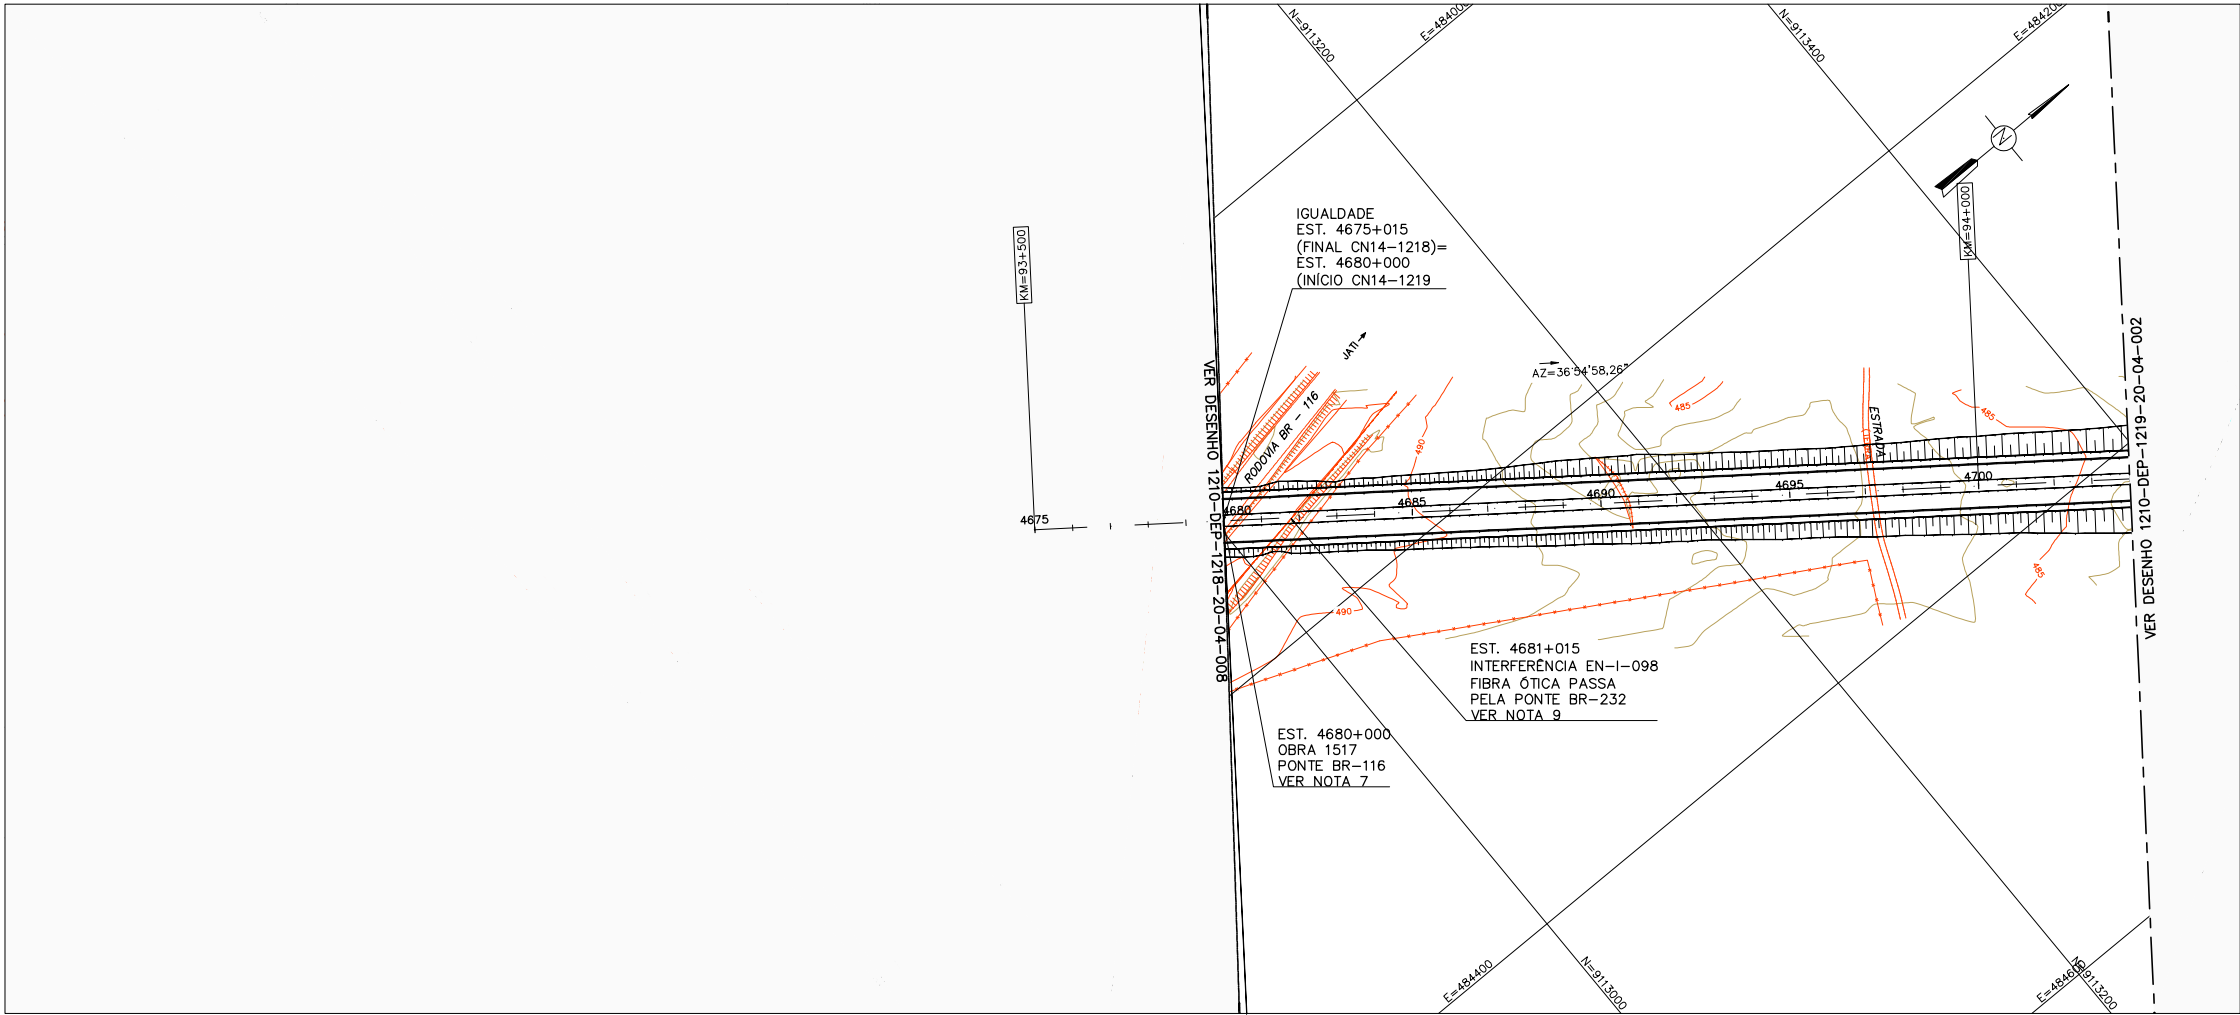 N=9113200
E=484000
N=9113400
E=484200
KM=93+500
KM=94+000
IGUALDADE
EST. 4675+015
(FINAL CN14-1218)=
EST. 4680+000
(INÍCIO CN14-1219
JATI
AZ=36°54'58,26"
RODOVIA BR - 116
VER DESENHO 1210-DEP-1218-20-04-008
VER DESENHO 1210-DEP-1219-20-04-002
ESTRADA
485
485
490
4675
4680
4685
4690
4695
4700
485
490
EST. 4681+015
INTERFERÊNCIA EN-I-098
FIBRA ÓTICA PASSA
PELA PONTE BR-232
VER NOTA 9
EST. 4680+000
OBRA 1517
PONTE BR-116
VER NOTA 7
E=484400
N=9113000
E=484600
N=9113200